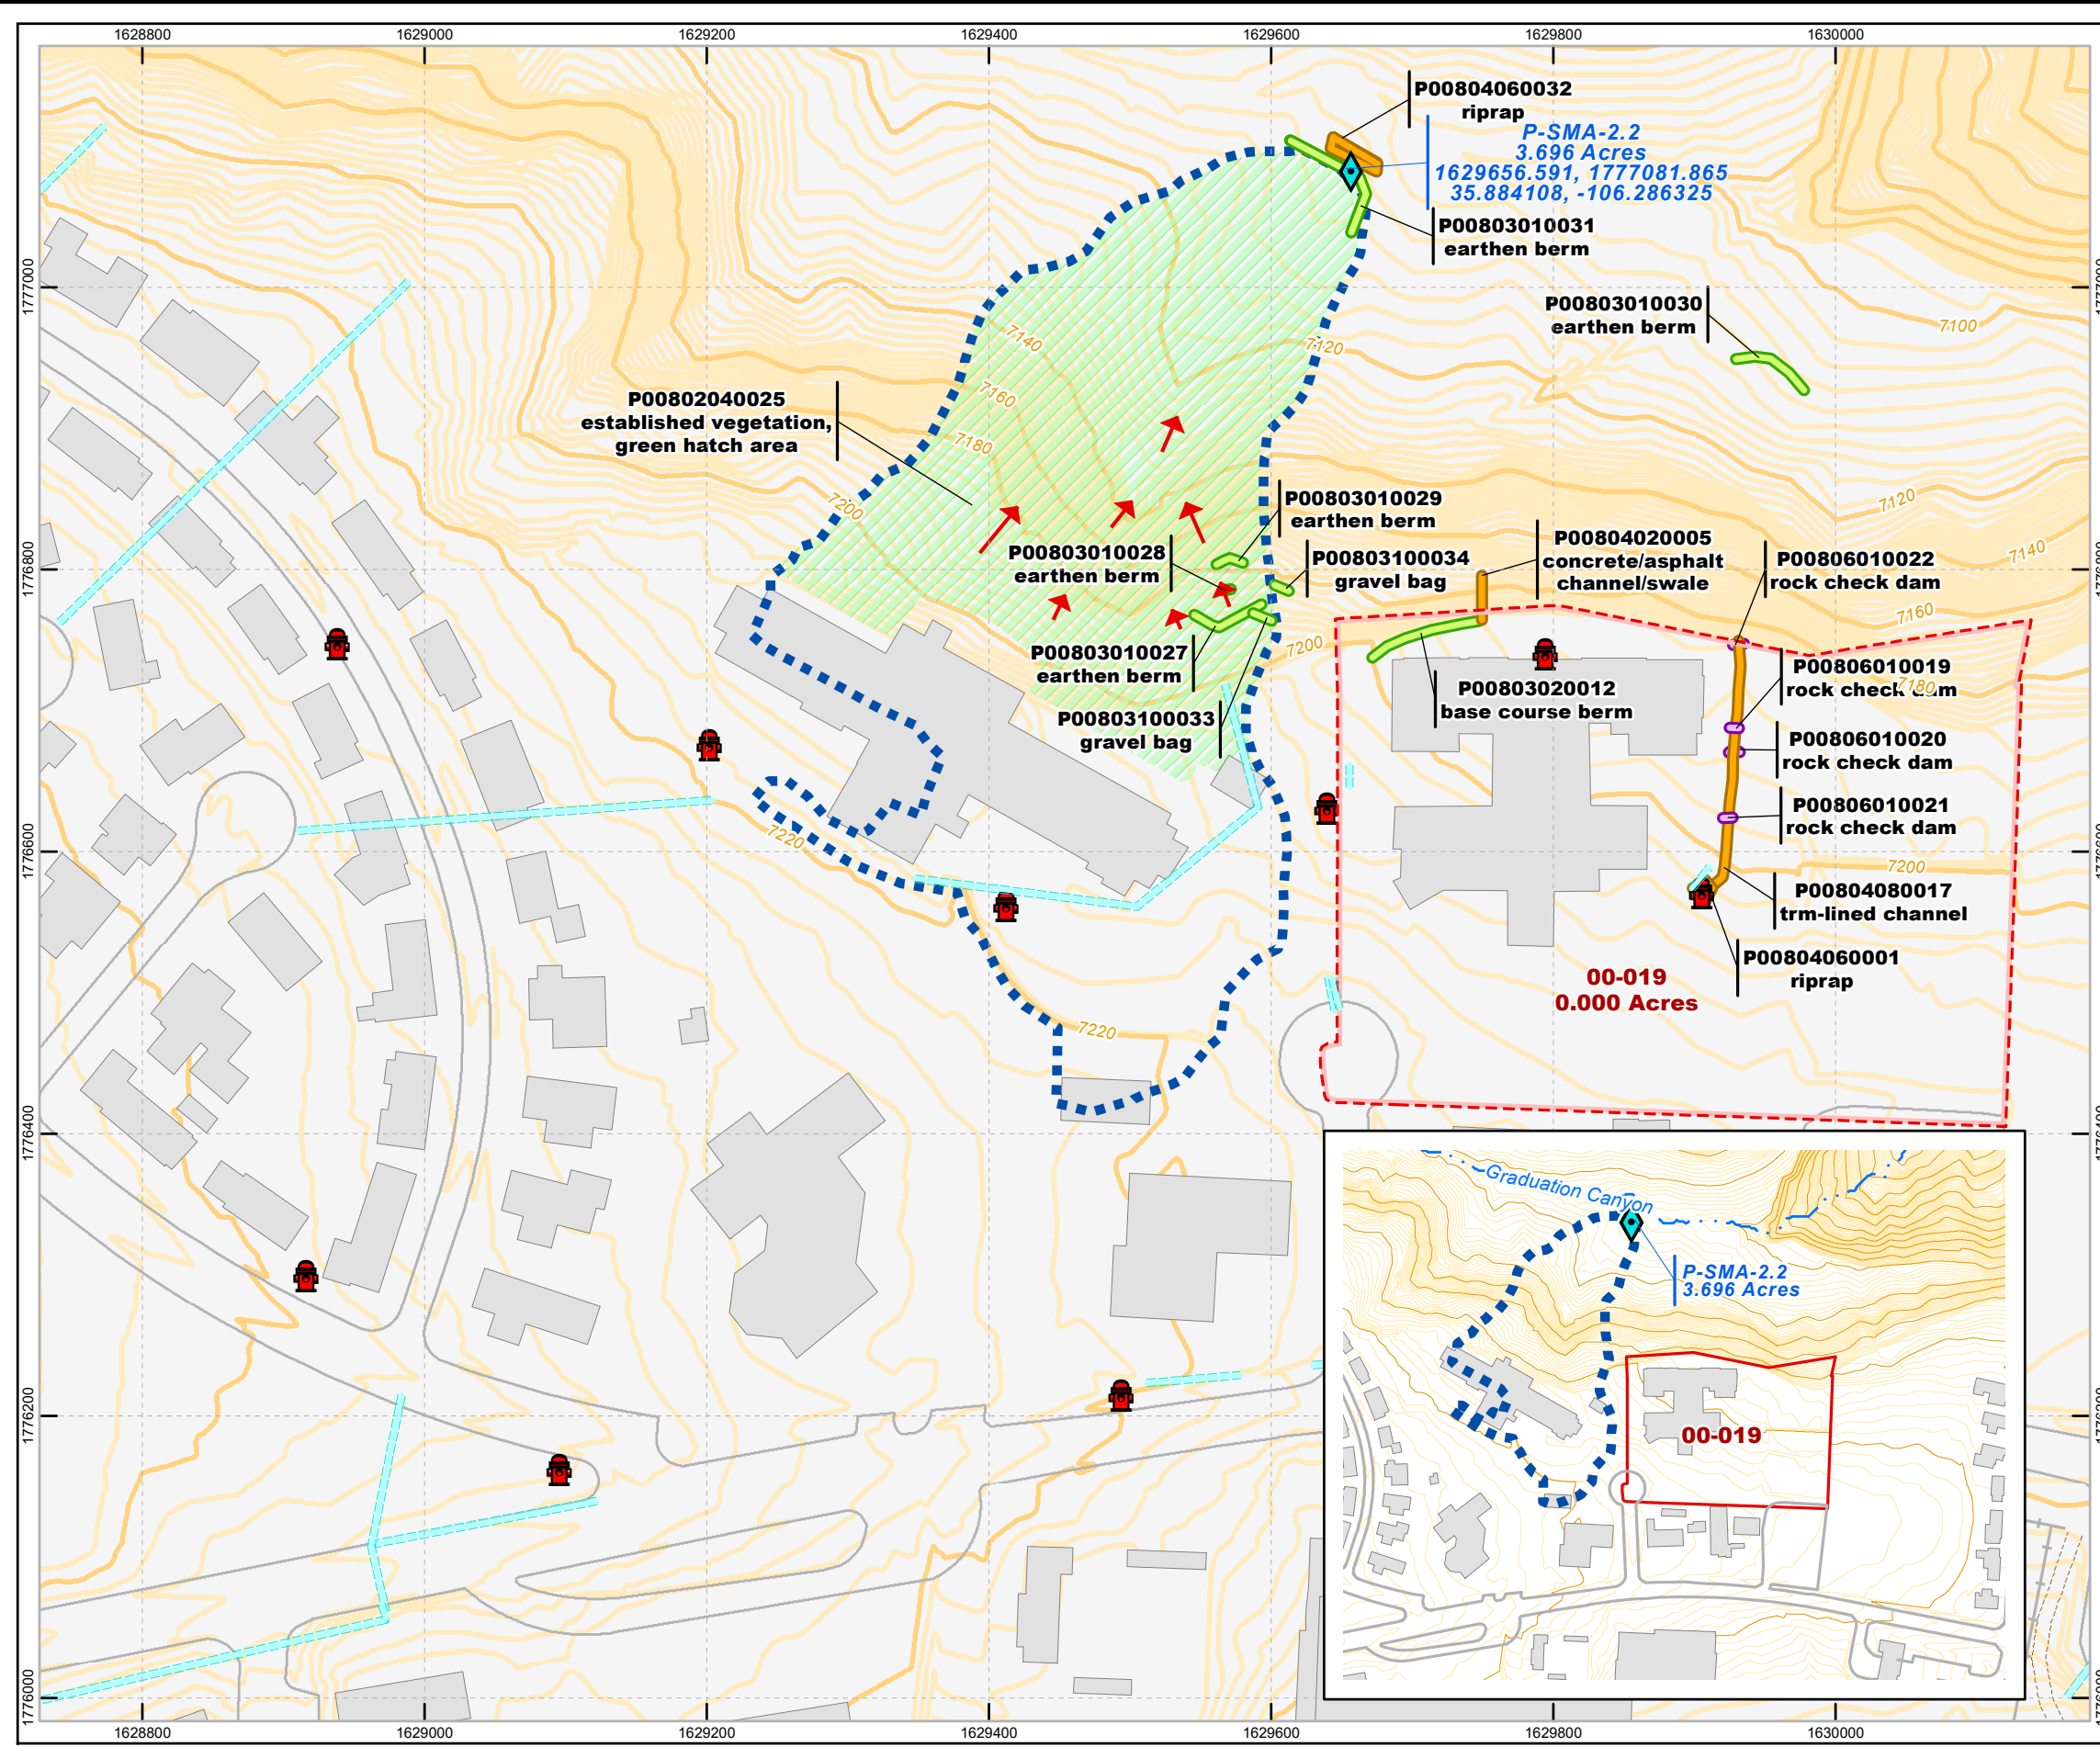 1628800 1629000 1629200 1629400 1629600 1629800 1630000
P00804060032
riprap
P-SMA-2.2
3.696 Acres
1629656.591, 1777081.865
35.884108, -106.286325
P00803010031
earthen berm
1777000
P00803010030
earthen berm
7100
7140
7120
7160
P00802040025
established vegetation,
green hatch area
7180
7200
P00803010029
earthen berm
7120
P00803010028
earthen berm
P00803100034
gravel bag
P00804020005
concrete/asphalt
channel/swale
7140
P00806010022
rock check dam
1776800
7160
P00803010027
earthen berm
7200
P00806010019
rock check dam
7180
P00803020012
base course berm
P00803100033
gravel bag
P00806010020
rock check dam
P00806010021
rock check dam
7220
1776600
7200
P00804080017
trm-lined channel
P00804060001
riprap
00-019
0.000 Acres
7220
1776400
Graduation Canyon
P-SMA-2.2
3.696 Acres
00-019
1776200
1776000
1628800 1629000 1629200 1629400 1629600 1629800 1630000